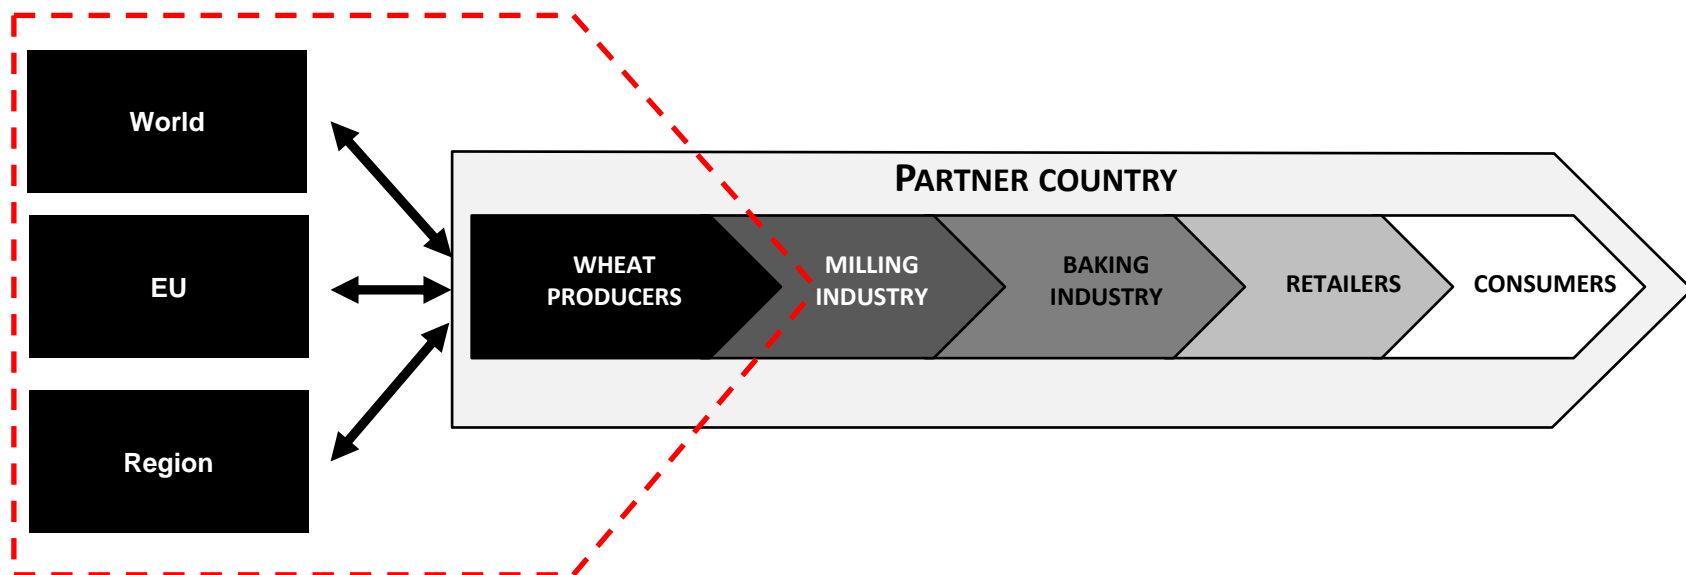 World
EU
Region
PARTNER COUNTRY
WHEAT
PRODUCERS
MILLING
INDUSTRY
BAKING
INDUSTRY
RETAILERS
CONSUMERS